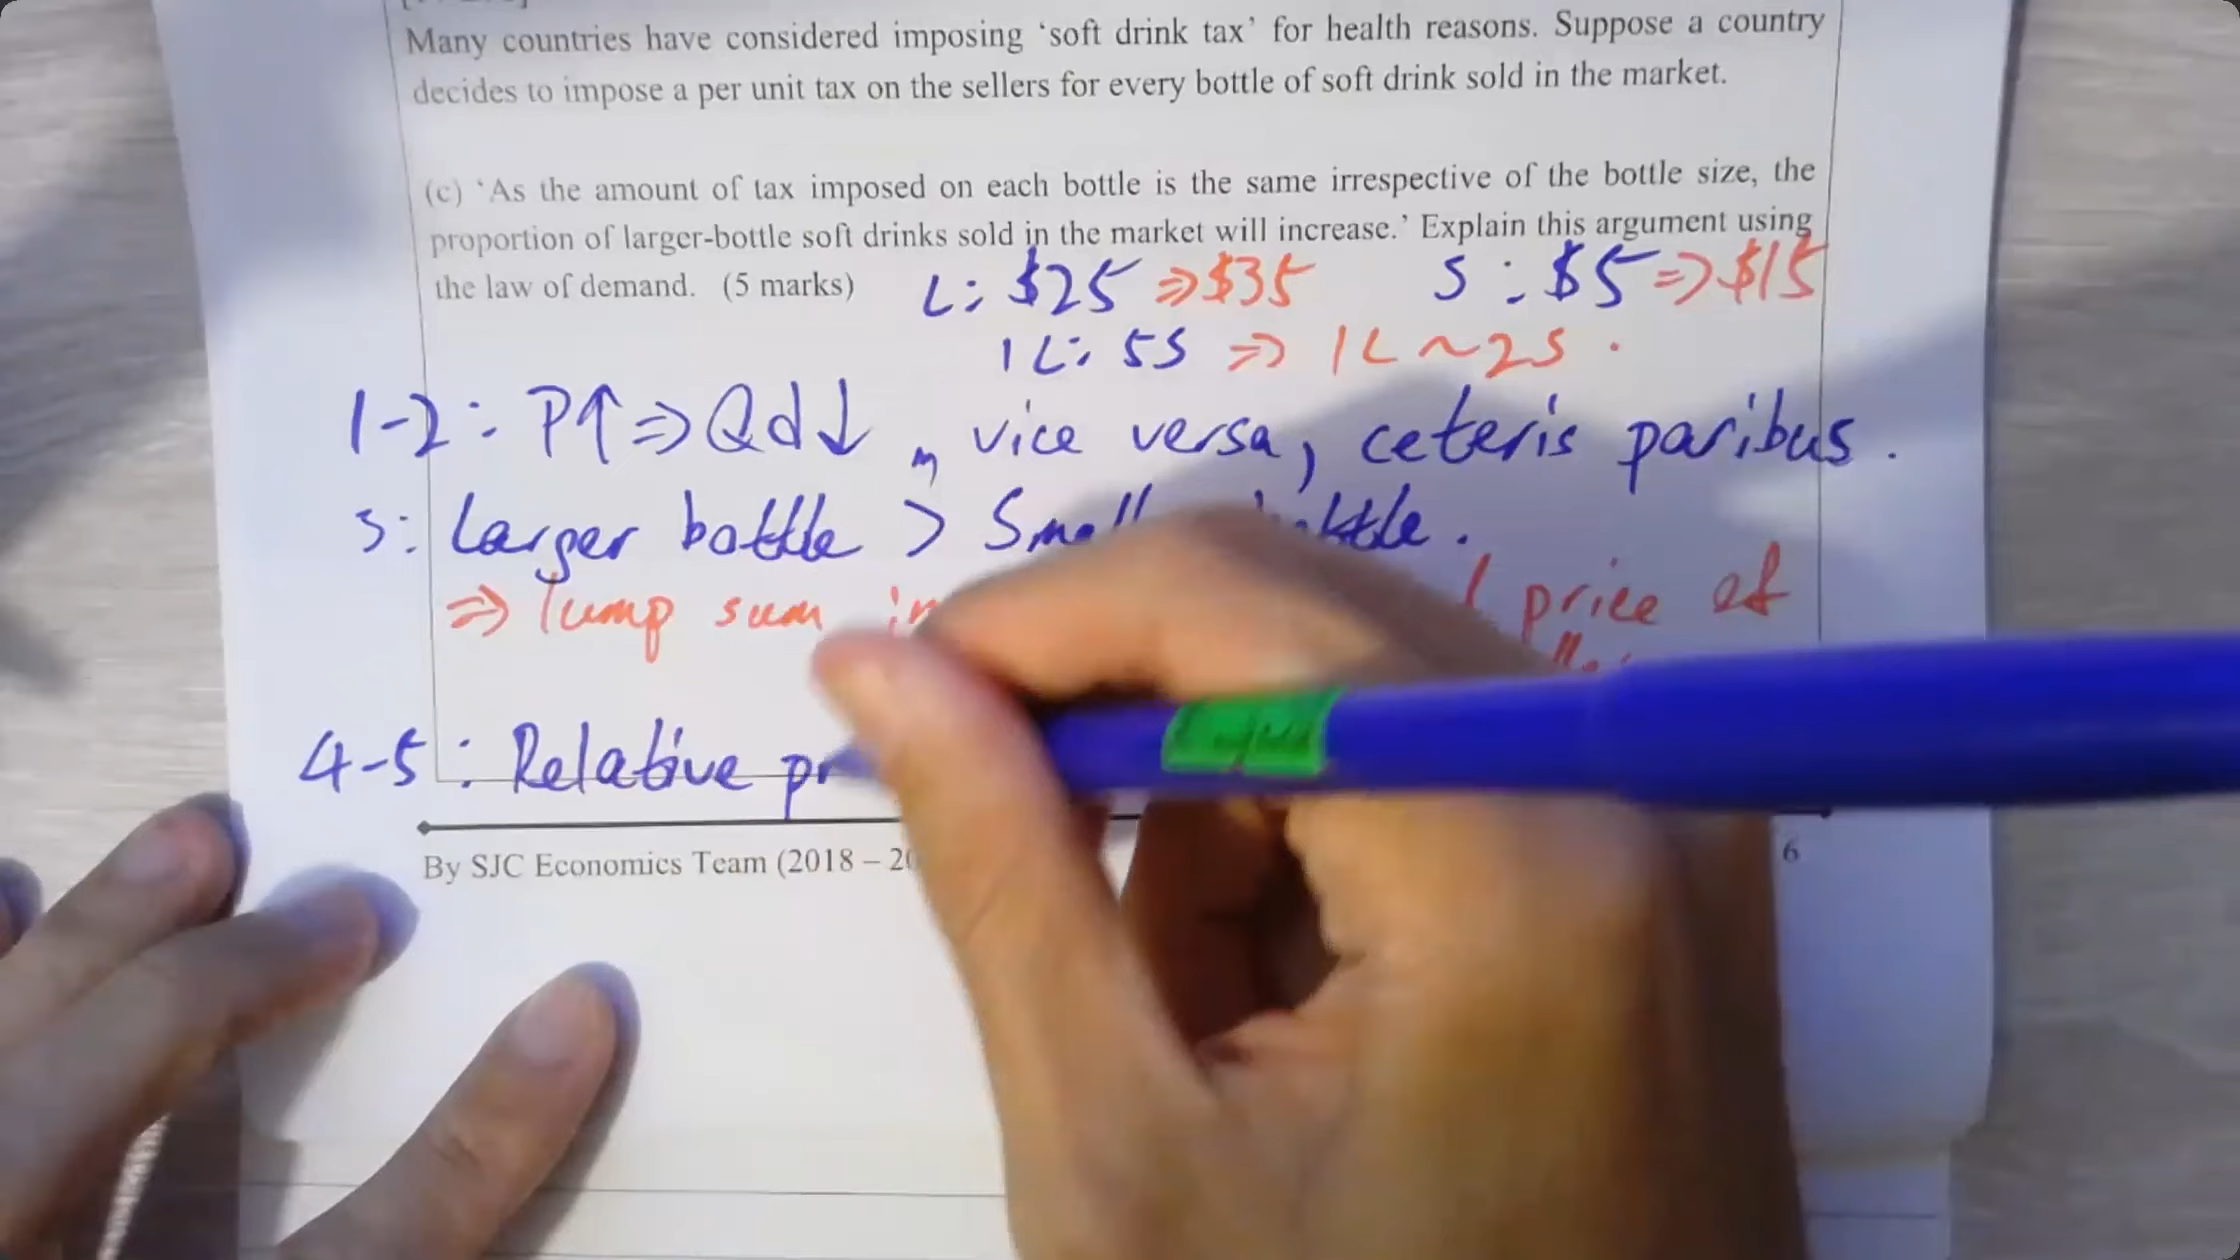 Many countries have considered imposing ‘soft drink tax’ for health reasons. Suppose a country
decides to impose a per unit tax on the sellers for every bottle of soft drink sold in the market.
(c) ‘As the amount of tax imposed on each bottle is the same irrespective of the bottle size, the
proportion of larger-bottle soft drinks sold in the market will increase.’ Explain this argument using
the law of demand. (5 marks)
L: $25 ⇒ $35 S: $5 ⇒ $15
1L: 5S ⇒ 1L ~ 2S.
1-2: P↑ ⇒ Qd↓, vice versa, ceteris paribus.
3: Larger bottle >
⇒ lump sum price of
4-5: Relative
By SJC Economics Team (2018 –
6